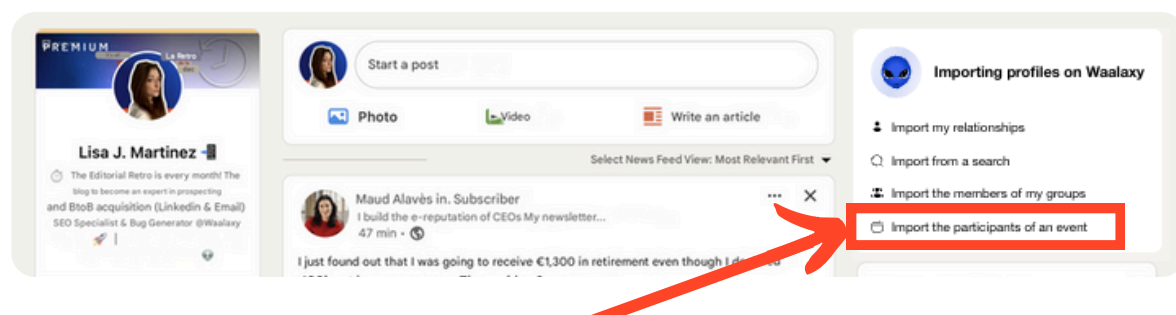 PREMIUM
La Retro
Lisa J. Martinez
The Editorial Retro is every month! The
blog to become an expert in prospecting
and BtoB acquisition (Linkedin & Email)
SEO Specialist & Bug Generator @Waalaxy
Start a post
Photo
Video
Write an article
Select News Feed View: Most Relevant First
Maud Alavès in. Subscriber
I build the e-reputation of CEOs My newsletter...
47 min •
I just found out that I was going to receive €1,300 in retirement even though I
Importing profiles on Waalaxy
Import my relationships
Import from a search
Import the members of my groups
Import the participants of an event